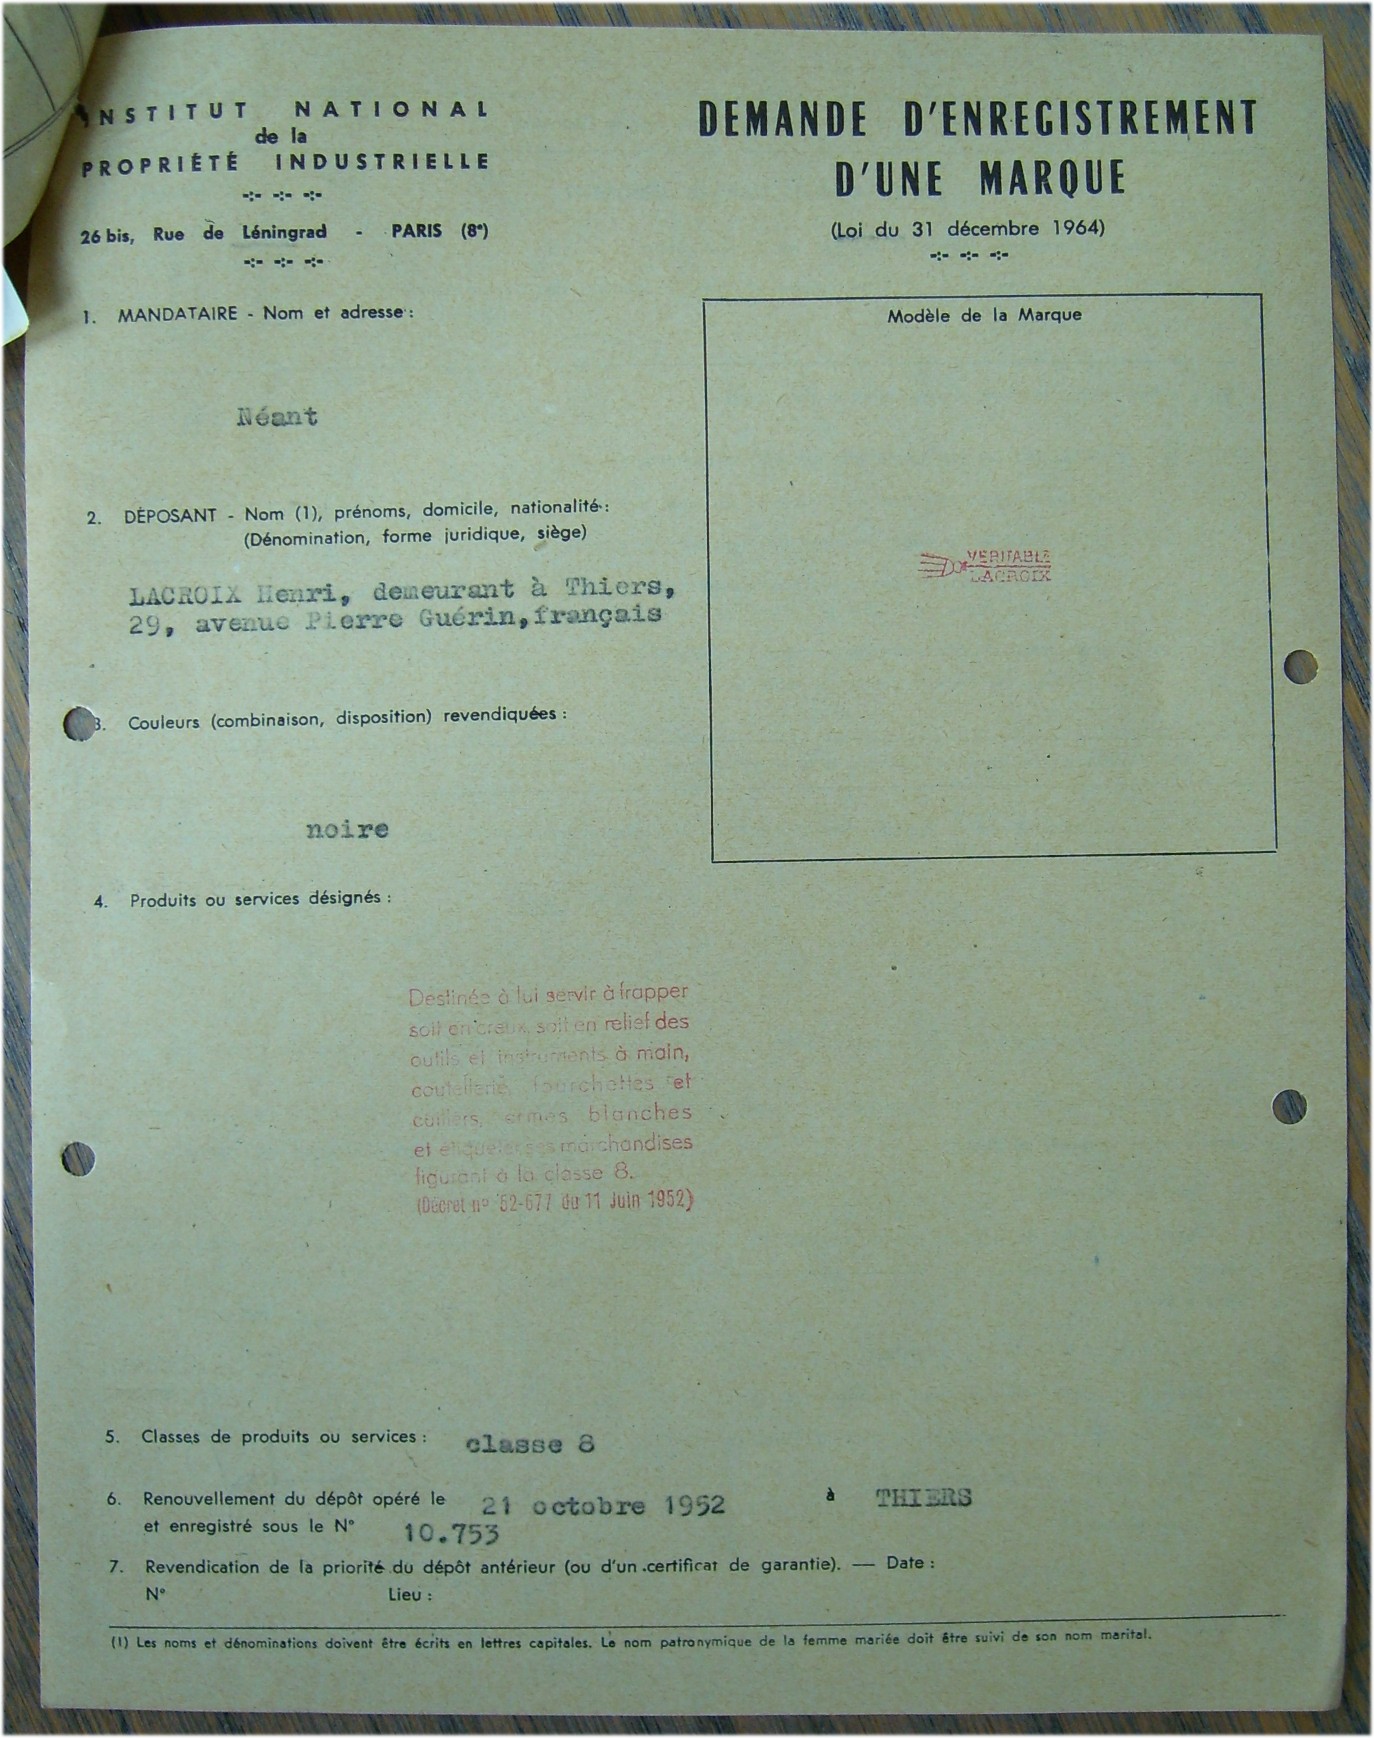 INSTITUT NATIONAL
de la
PROPRIÉTÉ INDUSTRIELLE
26 bis, Rue de Léningrad - PARIS (8e)
DEMANDE D'ENREGISTREMENT
D'UNE MARQUE
(Loi du 31 décembre 1964)
1. MANDATAIRE - Nom et adresse :
Néant
Modèle de la Marque
VERITABLE
LACROIX
2. DÉPOSANT - Nom (1), prénoms, domicile, nationalité :
(Dénomination, forme juridique, siège)
LACROIX Henri, demeurant à Thiers,
29, avenue Pierre Guérin, français
3. Couleurs (combinaison, disposition) revendiquées :
noire
4. Produits ou services désignés :
Destinée à lui servir à frapper
soit en creux, soit en relief des
outils et instruments à main,
coutellerie, fourchettes et
cuillers, armes blanches
et étiqueter ses marchandises
figurant à la classe 8.
(Décret n° 52-677 du 11 Juin 1952)
5. Classes de produits ou services : classe 8
6. Renouvellement du dépôt opéré le 21 octobre 1952 à THIERS
et enregistré sous le N° 10.753
7. Revendication de la priorité du dépôt antérieur (ou d'un certificat de garantie). — Date :
N° Lieu :
(1) Les noms et dénominations doivent être écrits en lettres capitales. Le nom patronymique de la femme mariée doit être suivi de son nom marital.